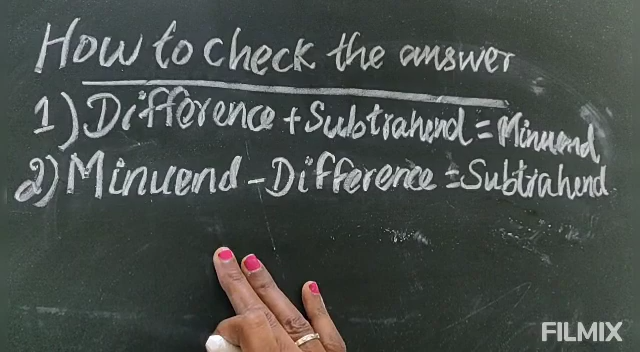 How to check the answer
1) Difference + Subtrahend = Minuend
2) Minuend - Difference = Subtrahend
FILMIX